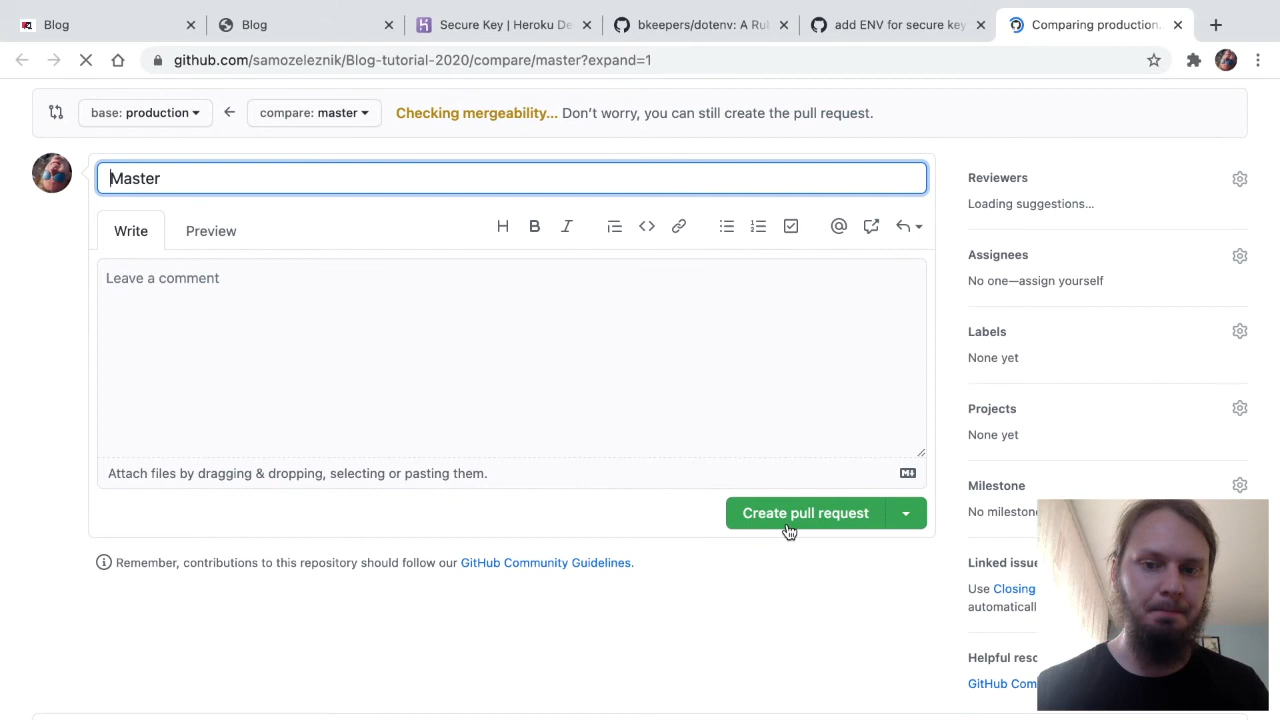 Blog
Blog
Secure Key | Heroku De
bkeepers/dotenv: A Ru
add ENV for secure key
Comparing production...
github.com/samozeleznik/Blog-tutorial-2020/compare/master?expand=1
base: production
compare: master
Checking mergeability... Don't worry, you can still create the pull request.
Master
Write
Preview
Leave a comment
Attach files by dragging & dropping, selecting or pasting them.
Create pull request
Remember, contributions to this repository should follow our GitHub Community Guidelines.
Reviewers
Loading suggestions...
Assignees
No one—assign yourself
Labels
None yet
Projects
None yet
Milestone
No mileston
Linked issue
Use Closing
automaticall
Helpful reso
GitHub Com